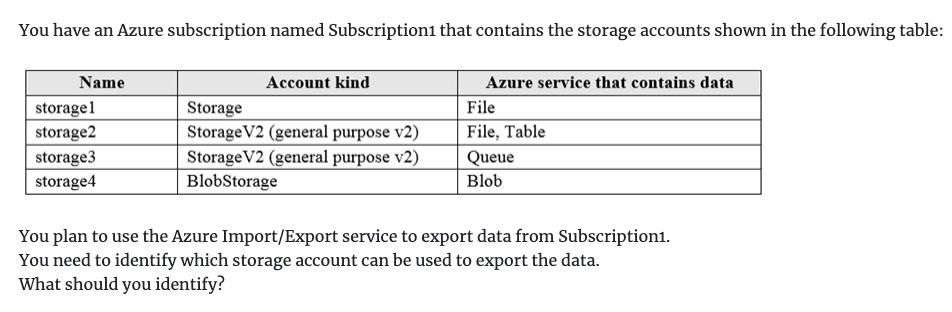 You have an Azure subscription named Subscription1 that contains the storage accounts shown in the following table:
Name Account kind Azure service that contains data
storage1 Storage File
storage2 StorageV2 (general purpose v2) File, Table
storage3 StorageV2 (general purpose v2) Queue
storage4 BlobStorage Blob
You plan to use the Azure Import/Export service to export data from Subscription1.
You need to identify which storage account can be used to export the data.
What should you identify?